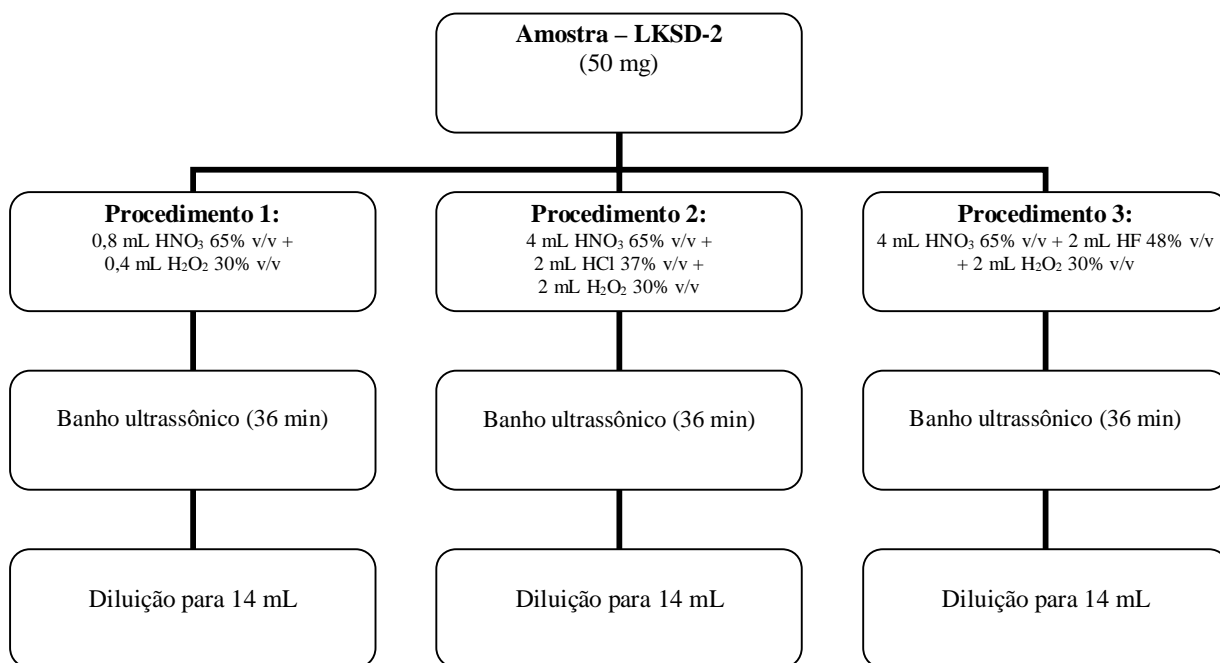 Amostra – LKSD-2
(50 mg)
Procedimento 1:
0,8 mL HNO₃ 65% v/v +
0,4 mL H₂O₂ 30% v/v
Procedimento 2:
4 mL HNO₃ 65% v/v +
2 mL HCl 37% v/v +
2 mL H₂O₂ 30% v/v
Procedimento 3:
4 mL HNO₃ 65% v/v + 2 mL HF 48% v/v
+ 2 mL H₂O₂ 30% v/v
Banho ultrassônico (36 min)
Banho ultrassônico (36 min)
Banho ultrassônico (36 min)
Diluição para 14 mL
Diluição para 14 mL
Diluição para 14 mL